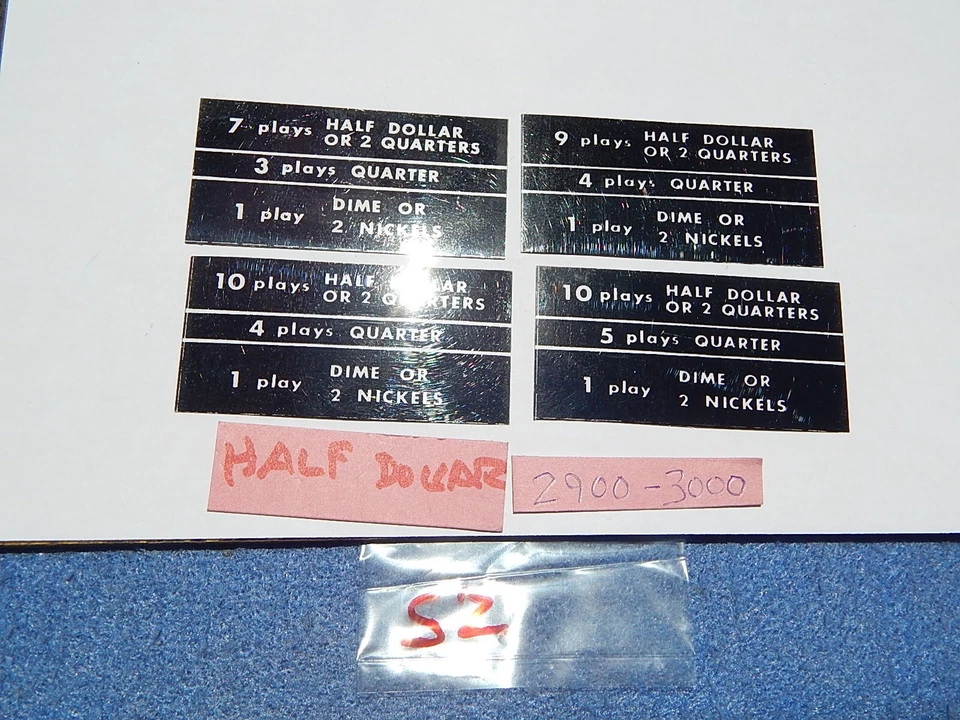 7 plays HALF DOLLAR
OR 2 QUARTERS
3 plays QUARTER
1 play DIME OR
2 NICKELS
9 plays HALF DOLLAR
OR 2 QUARTERS
4 plays QUARTER
1 play DIME OR
2 NICKELS
10 plays HALF DOLLAR
OR 2 QUARTERS
4 plays QUARTER
1 play DIME OR
2 NICKELS
10 plays HALF DOLLAR
OR 2 QUARTERS
5 plays QUARTER
1 play DIME OR
2 NICKELS
HALF DOLLAR
2900-3000
S2